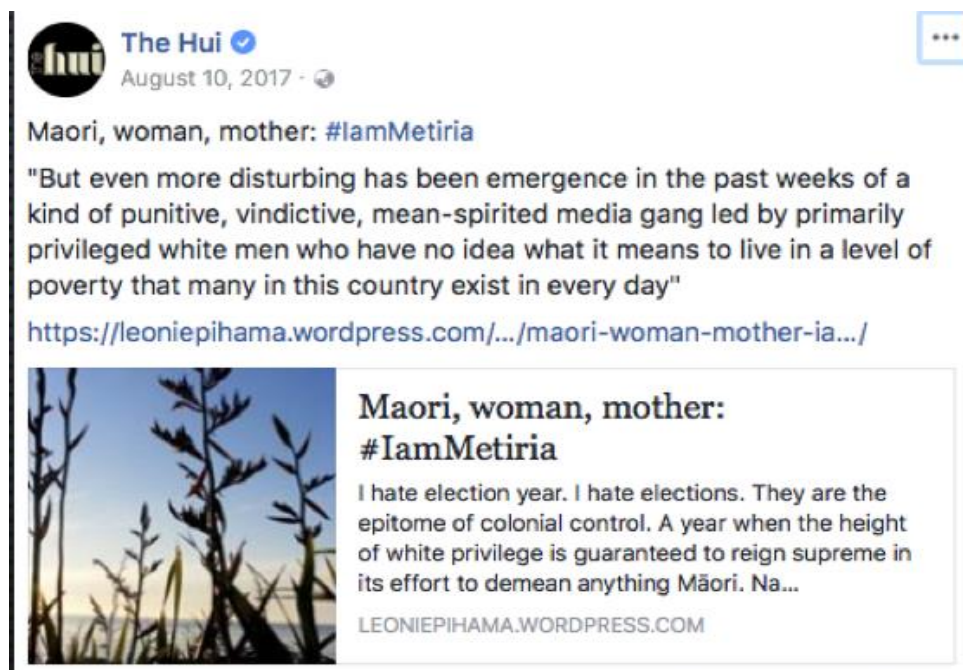 The Hui
the hui
August 10, 2017 ·
Maori, woman, mother: #IamMetiria
"But even more disturbing has been emergence in the past weeks of a
kind of punitive, vindictive, mean-spirited media gang led by primarily
privileged white men who have no idea what it means to live in a level of
poverty that many in this country exist in every day"
https://leoniepihama.wordpress.com/.../maori-woman-mother-ia.../
Maori, woman, mother:
#IamMetiria
I hate election year. I hate elections. They are the
epitome of colonial control. A year when the height
of white privilege is guaranteed to reign supreme in
its effort to demean anything Māori. Na...
LEONIEPIHAMA.WORDPRESS.COM